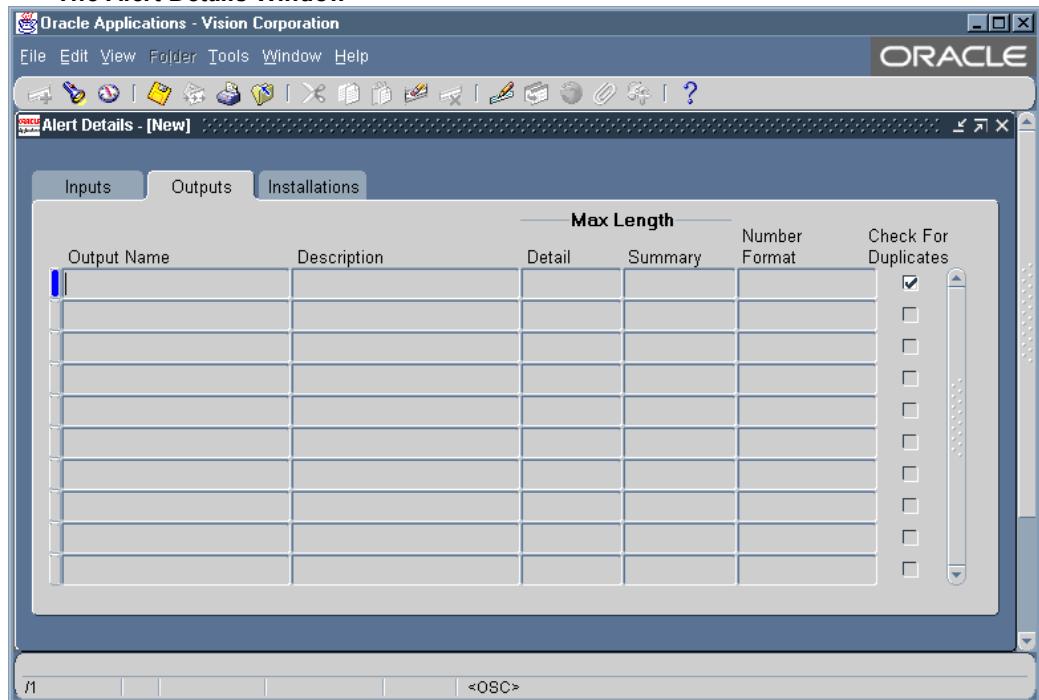 The Alert Details Window
Oracle Applications - Vision Corporation
File Edit View Folder Tools Window Help
ORACLE
Alert Details - [New]
Inputs Outputs Installations
Max Length
Number Check For
Output Name Description Detail Summary Format Duplicates
/1 <OSC>